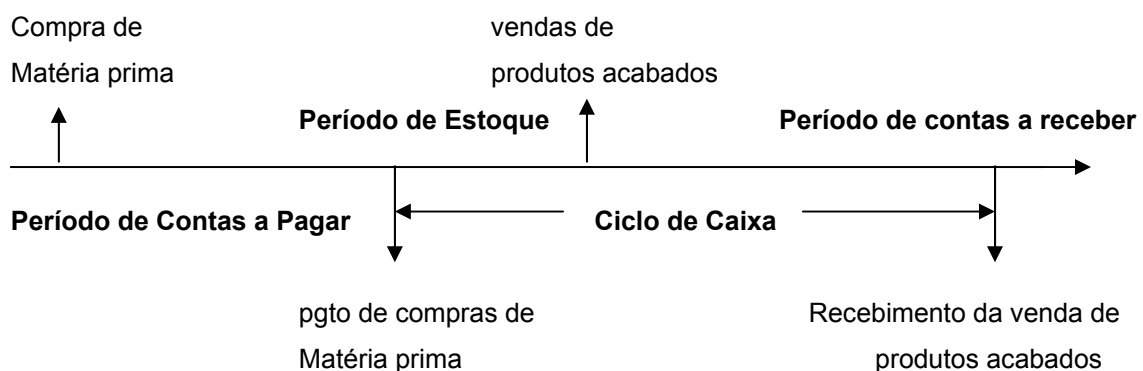 Compra de
Matéria prima
vendas de
produtos acabados
Período de Estoque
Período de contas a receber
Período de Contas a Pagar
Ciclo de Caixa
pgto de compras de
Matéria prima
Recebimento da venda de
produtos acabados